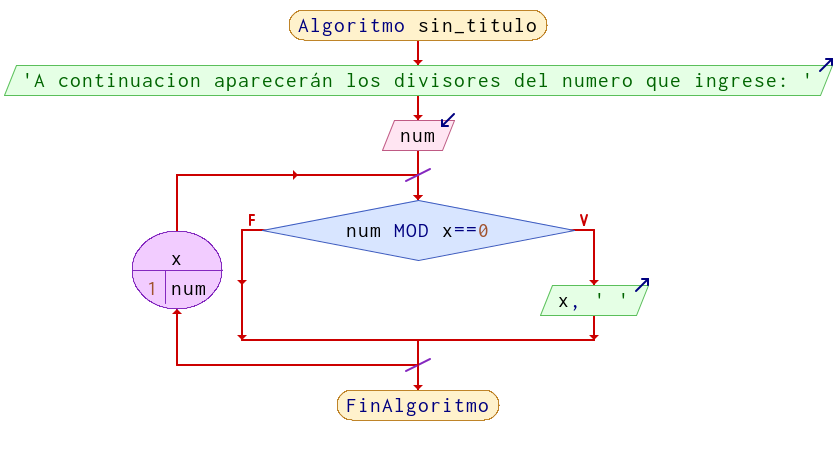 Algoritmo sin_titulo
'A continuacion aparecerán los divisores del numero que ingrese: '
num
F
V
num MOD x==0
x
1 num
x, ' '
FinAlgoritmo